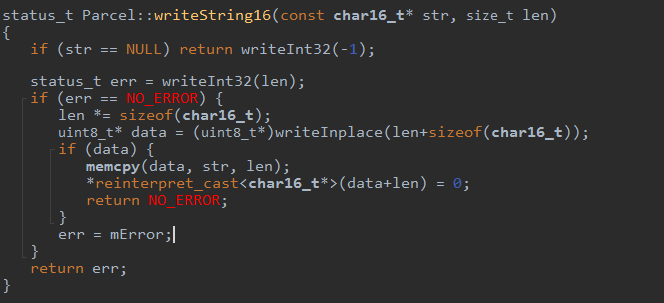 status_t Parcel::writeString16(const char16_t* str, size_t len)
{
    if (str == NULL) return writeInt32(-1);

    status_t err = writeInt32(len);
    if (err == NO_ERROR) {
        len *= sizeof(char16_t);
        uint8_t* data = (uint8_t*)writeInplace(len+sizeof(char16_t));
        if (data) {
            memcpy(data, str, len);
            *reinterpret_cast<char16_t*>(data+len) = 0;
            return NO_ERROR;
        }
        err = mError;
    }
    return err;
}